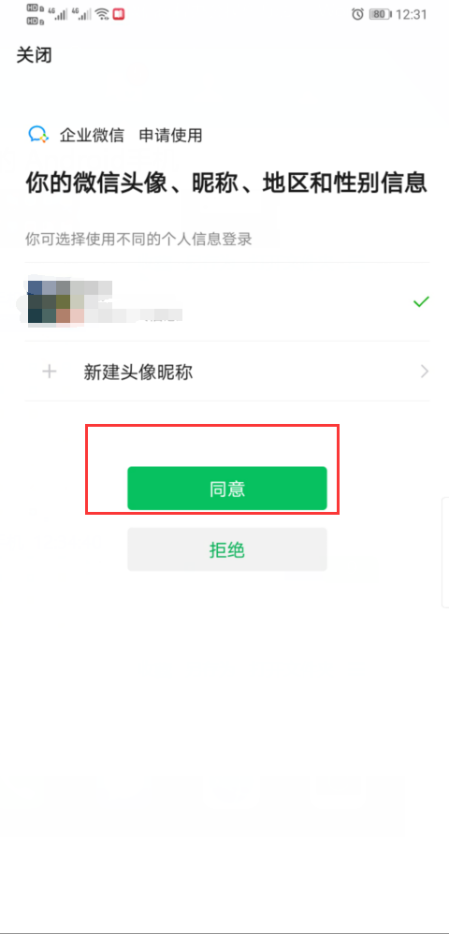 80 12:31
关闭
企业微信 申请使用
你的微信头像、昵称、地区和性别信息
你可选择使用不同的个人信息登录
新建头像昵称
同意
拒绝